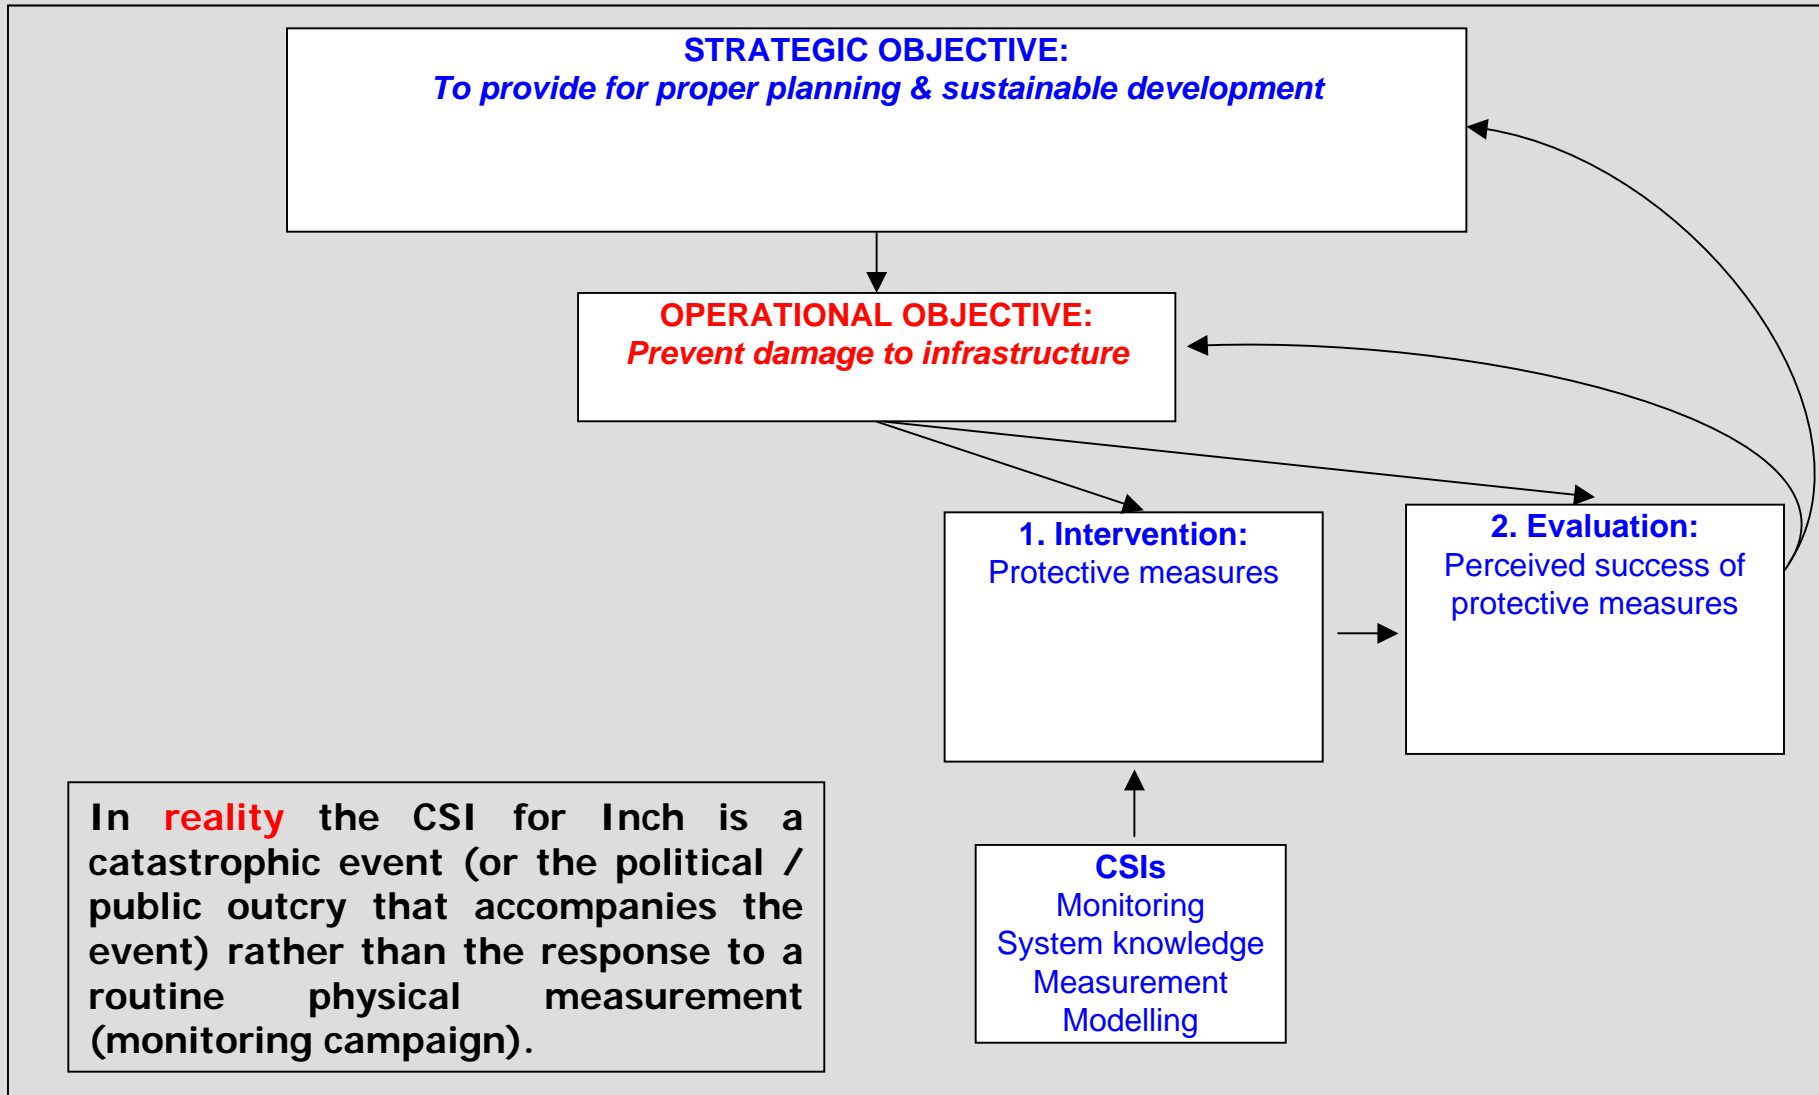 STRATEGIC OBJECTIVE:
To provide for proper planning & sustainable development
OPERATIONAL OBJECTIVE:
Prevent damage to infrastructure
1. Intervention:
Protective measures
2. Evaluation:
Perceived success of
protective measures
CSIs
Monitoring
System knowledge
Measurement
Modelling
In reality the CSI for Inch is a
catastrophic event (or the political /
public outcry that accompanies the
event) rather than the response to a
routine physical measurement
(monitoring campaign).